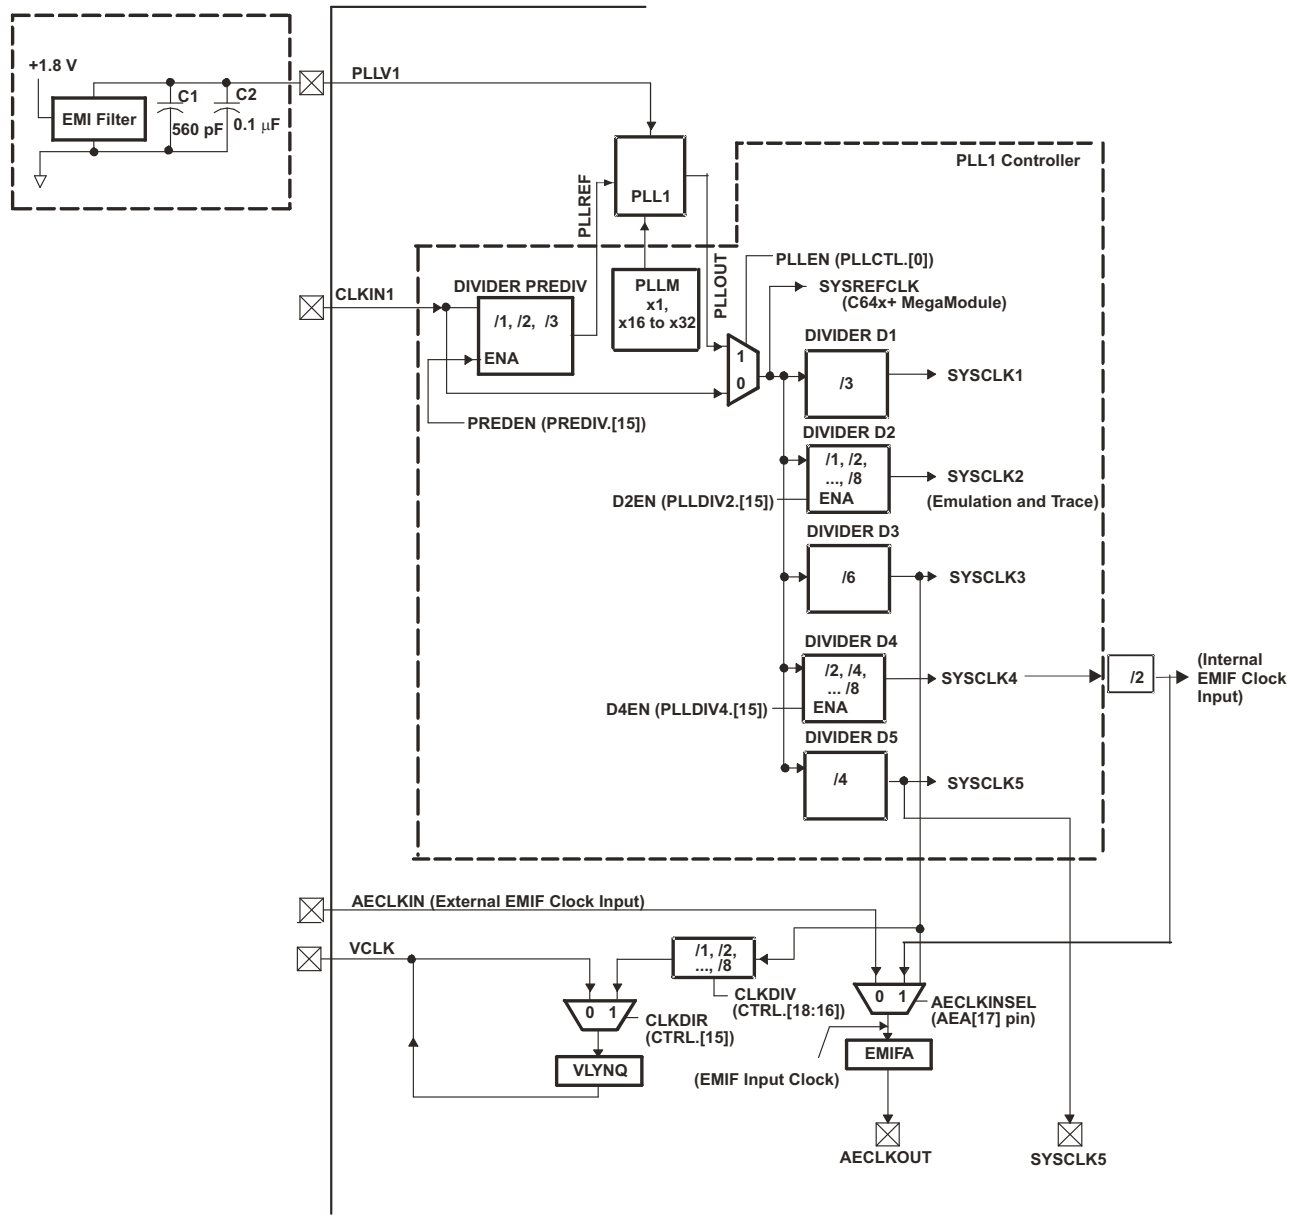 +1.8 V
EMI Filter
C1
560 pF
C2
0.1 μF
PLLV1
PLL1 Controller
PLLREF
PLL1
PLLOUT
CLKIN1
DIVIDER PREDIV
/1, /2, /3
ENA
PLLM
x1,
x16 to x32
PREDEN (PREDIV.[15])
PLLEN (PLLCTL.[0])
SYSREFCLK
(C64x+ MegaModule)
1
0
DIVIDER D1
/3
SYSCLK1
DIVIDER D2
/1, /2,
..., /8
ENA
D2EN (PLLDIV2.[15])
SYSCLK2
(Emulation and Trace)
DIVIDER D3
/6
SYSCLK3
DIVIDER D4
/2, /4,
... /8
ENA
D4EN (PLLDIV4.[15])
SYSCLK4
/2
(Internal
EMIF Clock
Input)
DIVIDER D5
/4
SYSCLK5
AECLKIN (External EMIF Clock Input)
VCLK
/1, /2,
..., /8
CLKDIV
(CTRL.[18:16])
0 1
CLKDIR
(CTRL.[15])
VLYNQ
0 1
AECLKINSEL
(AEA[17] pin)
EMIFA
(EMIF Input Clock)
AECLKOUT
SYSCLK5